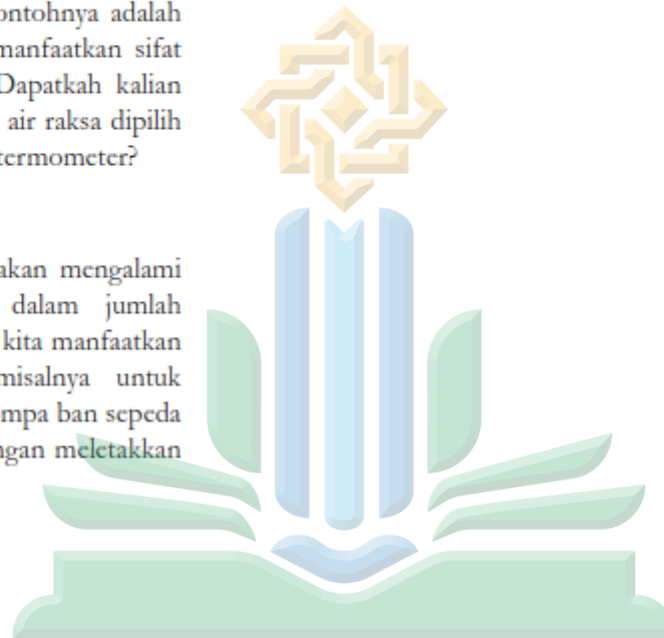 ontohnya adalah
manfaatkan sifat
Dapatkah kalian
air raksa dipilih
termometer?
akan mengalami
dalam jumlah
kita manfaatkan
misalnya untuk
mpa ban sepeda
ngan meletakkan